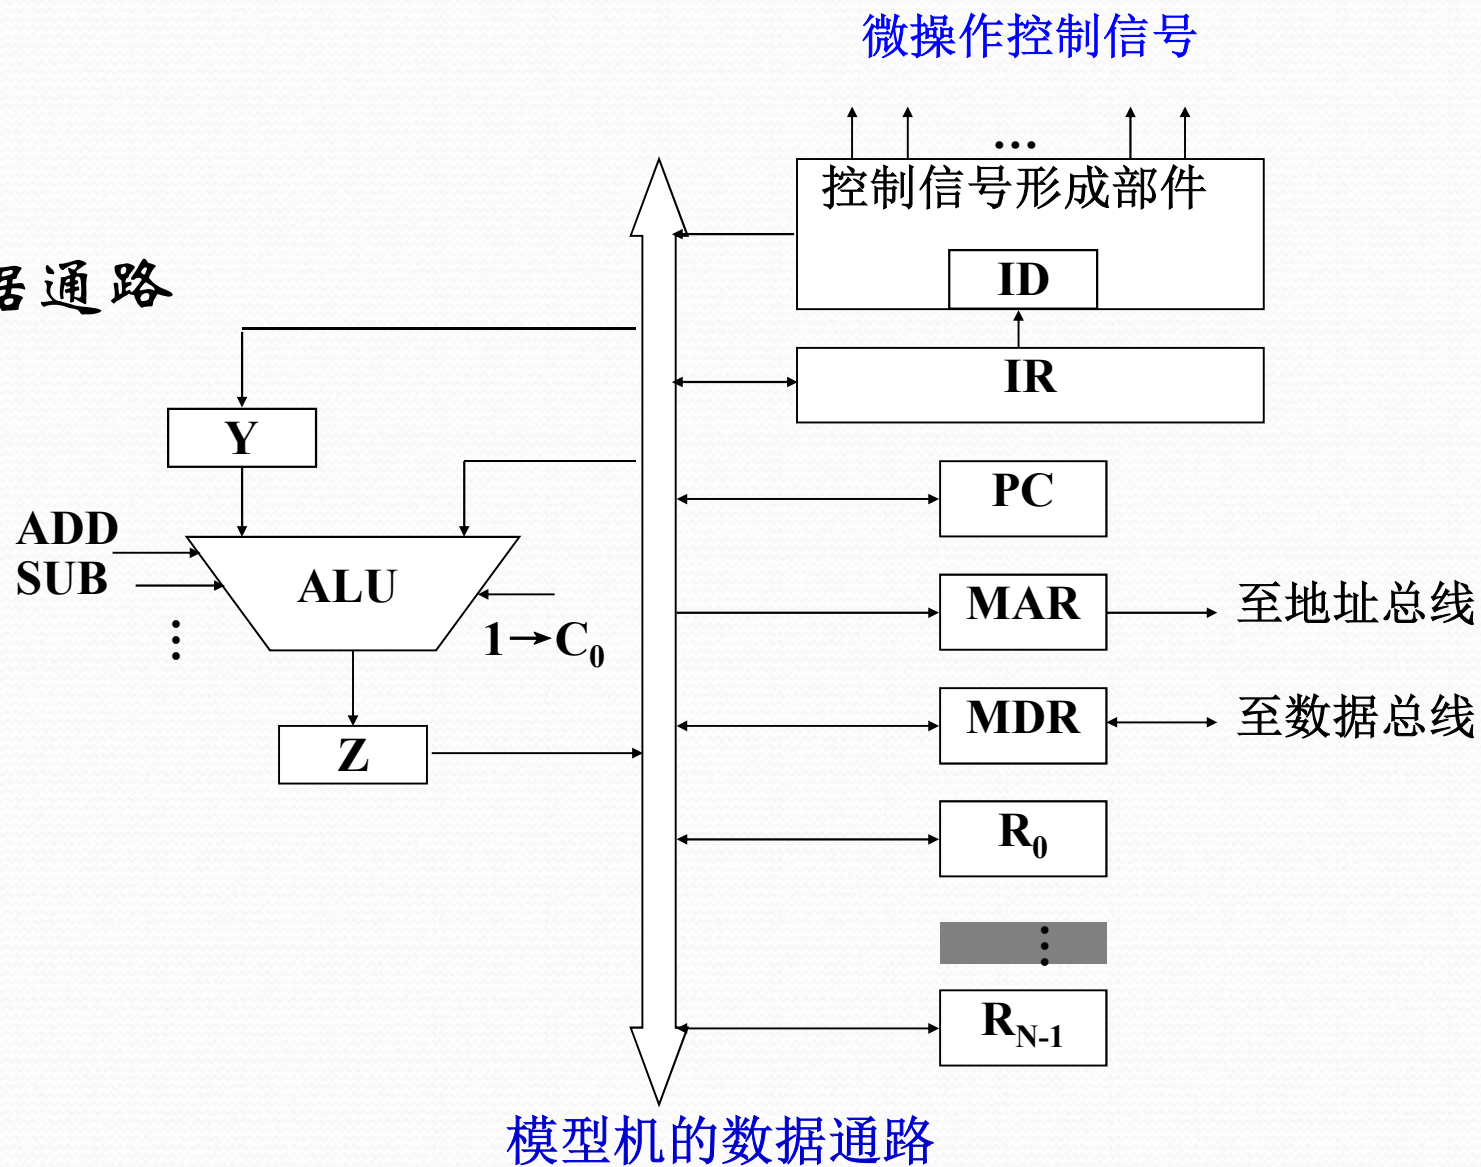 微操作控制信号
…
控制信号形成部件
ID
据通路
IR
Y
PC
ADD
SUB
ALU
MAR
至地址总线
⋮
1→C₀
MDR
至数据总线
Z
R₀
⋮
R_{N-1}
模型机的数据通路